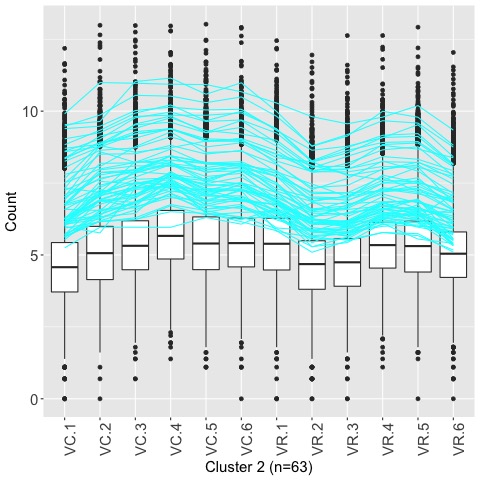 Count
10
5
0
VC.1
VC.2
VC.3
VC.4
VC.5
VC.6
VR.1
VR.2
VR.3
VR.4
VR.5
VR.6
Cluster 2 (n=63)